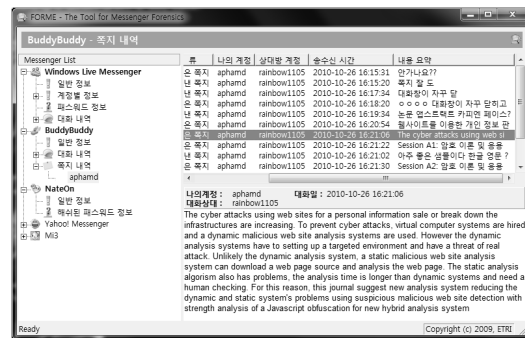 FORME - The Tool for Messenger Forensics
BuddyBuddy - 쪽지 내역
Messenger List
Windows Live Messenger
일반 정보
계정별 정보
패스워드 정보
대화 내역
BuddyBuddy
일반 정보
대화 내역
쪽지 내역
aphamd
NateOn
일반 정보
해쉬된 패스워드 정보
Yahoo! Messenger
Mi3
류 나의 계정 상대방 계정 송수신 시간 내용 요약
은 쪽지 aphamd rainbow1105 2010-10-26 16:15:31 안가나요??
낸 쪽지 aphamd rainbow1105 2010-10-26 16:15:20 쪽지 잘 도
낸 쪽지 aphamd rainbow1105 2010-10-26 16:17:34 대화창이 자꾸 닫
은 쪽지 aphamd rainbow1105 2010-10-26 16:18:20 ㅇㅇㅇㅇ 대화창이 자꾸 닫히고
낸 쪽지 aphamd rainbow1105 2010-10-26 16:19:34 논문 앱스트랙트 카피면 페이스?
은 쪽지 aphamd rainbow1105 2010-10-26 16:20:54 웹사이트를 이용한 개인 정보 판
은 쪽지 aphamd rainbow1105 2010-10-26 16:21:06 The cyber attacks using web si
은 쪽지 aphamd rainbow1105 2010-10-26 16:21:22 Session A1: 암호 이론 및 응용
낸 쪽지 aphamd rainbow1105 2010-10-26 16:21:02 아주 좋은 샘플이다 한글 영문 ?
은 쪽지 aphamd rainbow1105 2010-10-26 16:21:30 Session A2: 암호 이론 및 응용
나의계정 : aphamd 대화일 : 2010-10-26 16:21:06
대화상대 : rainbow1105
The cyber attacks using web sites for a personal information sale or break down the
infrastructures are increasing. To prevent cyber attacks, virtual computer systems are hired
and a dynamic malicious web site analysis systems are used. However the dynamic
analysis systems have to setting up a targeted environment and have a threat of real
attack. Unlikely the dynamic analysis system, a static malicious web site analysis
system can download a web page source and analysis the web page. The static analysis
algorism also has problems, the analysis time is longer than dynamic systems and need a
human checking. For this reason, this journal suggest new analysis system reducing the
dynamic and static system's problems using suspicious malicious web site detection with
strength analysis of a Javascript obfuscation for new hybrid analysis system
Ready
Copyright (c) 2009, ETRI